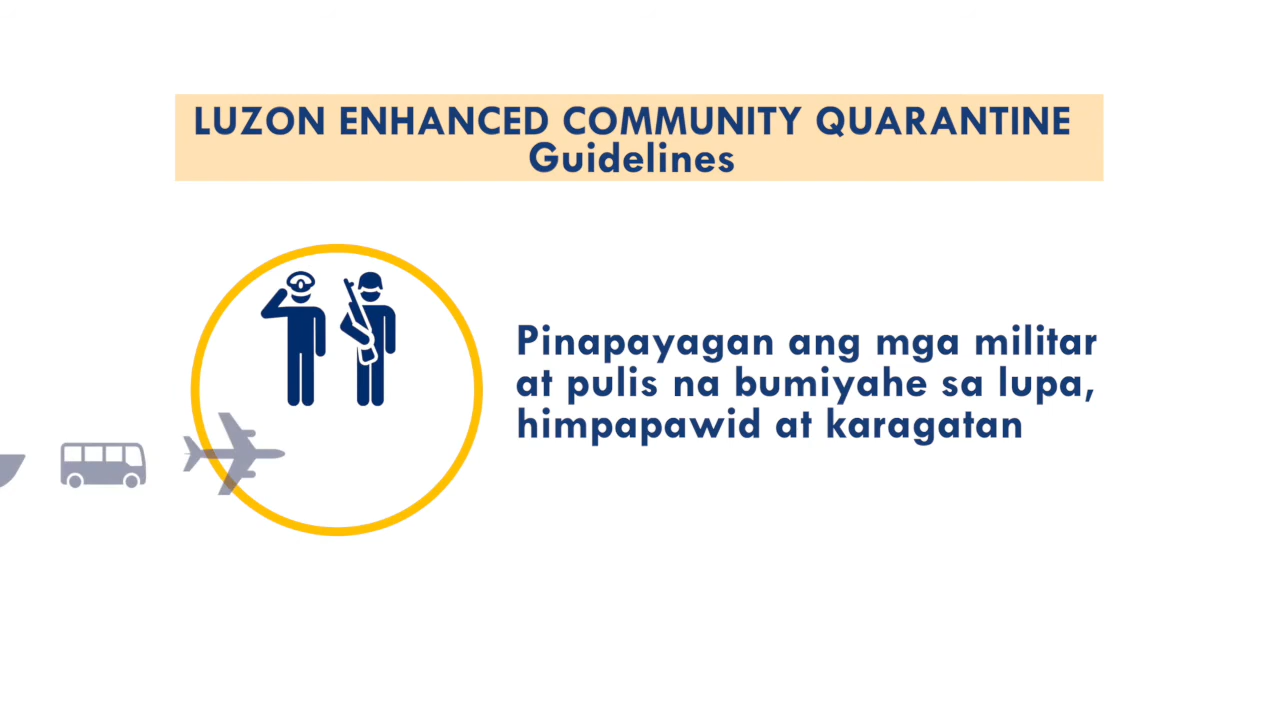 LUZON ENHANCED COMMUNITY QUARANTINE
Guidelines
Pinapayagan ang mga militar
at pulis na bumiyahe sa lupa,
himpapawid at karagatan